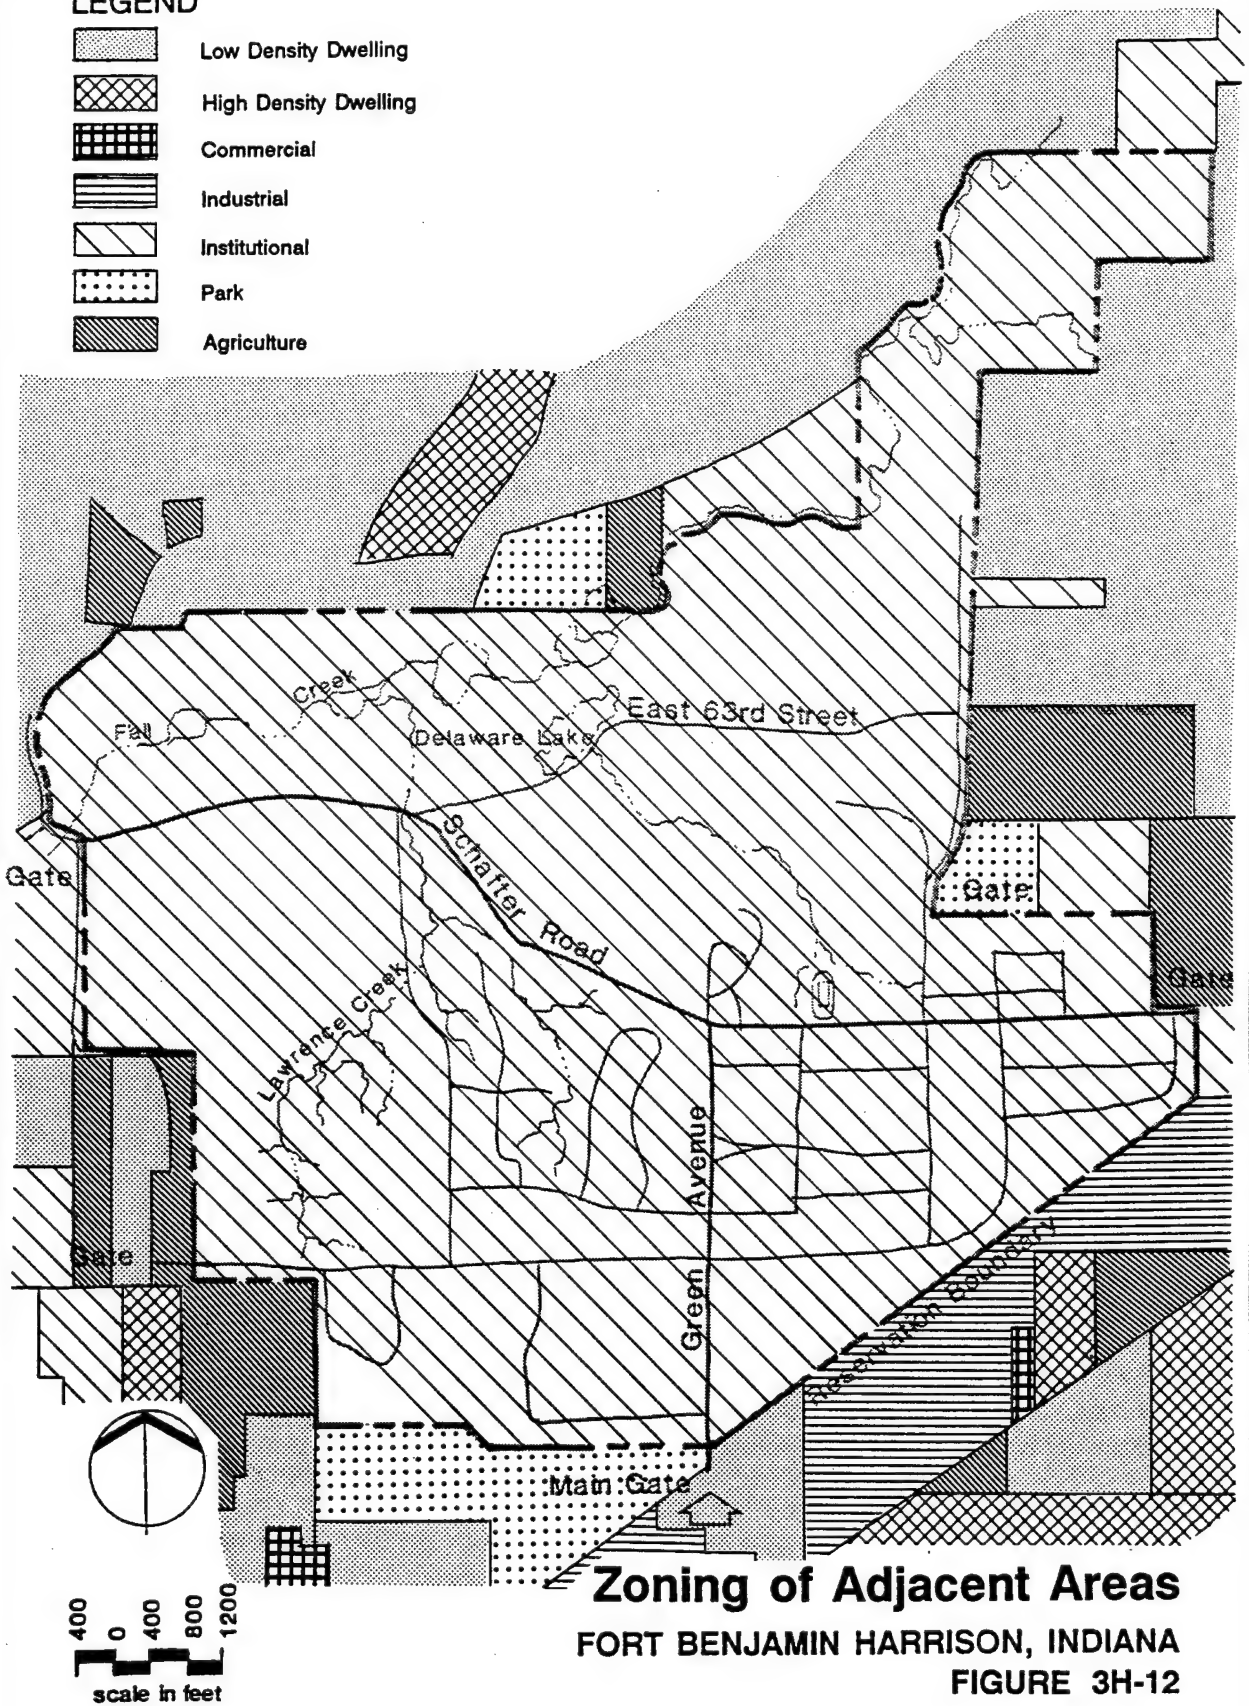 LEGEND
Low Density Dwelling
High Density Dwelling
Commercial
Industrial
Institutional
Park
Agriculture
Creek
Fall
East 63rd Street
Delaware Lake
Schafter Road
Gate
Gate
Gate
Lawrence Creek
Green Avenue
Gate
Reservation Boundary
Main Gate
400 0 400 800 1200
scale in feet
Zoning of Adjacent Areas
FORT BENJAMIN HARRISON, INDIANA
FIGURE 3H-12